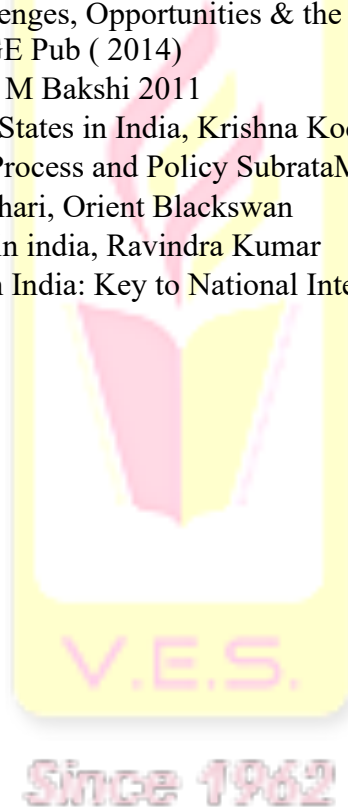 enges, Opportunities & the
E Pub ( 2014)
M Bakshi 2011
States in India, Krishna Ko
Process and Policy SubrataM
hari, Orient Blackswan
n india, Ravindra Kumar
India: Key to National Inte
V.E.S.
Since 1962